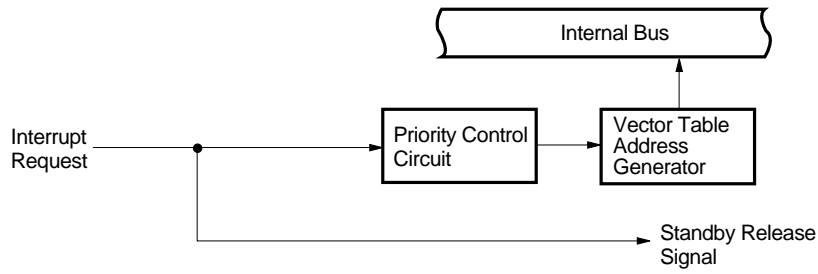 Internal Bus
Interrupt
Request
Priority Control
Circuit
Vector Table
Address
Generator
Standby Release
Signal